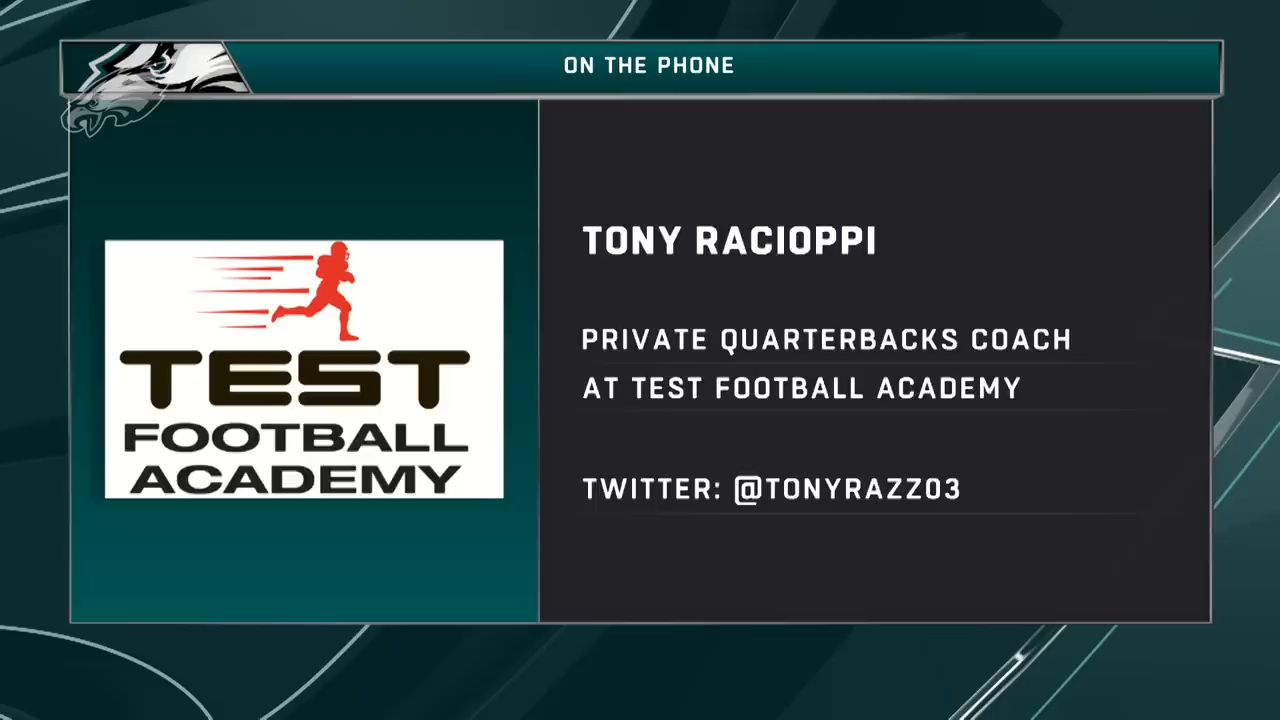 ON THE PHONE
TEST
FOOTBALL
ACADEMY
TONY RACIOPPI
PRIVATE QUARTERBACKS COACH
AT TEST FOOTBALL ACADEMY
TWITTER: @TONYRAZZ03